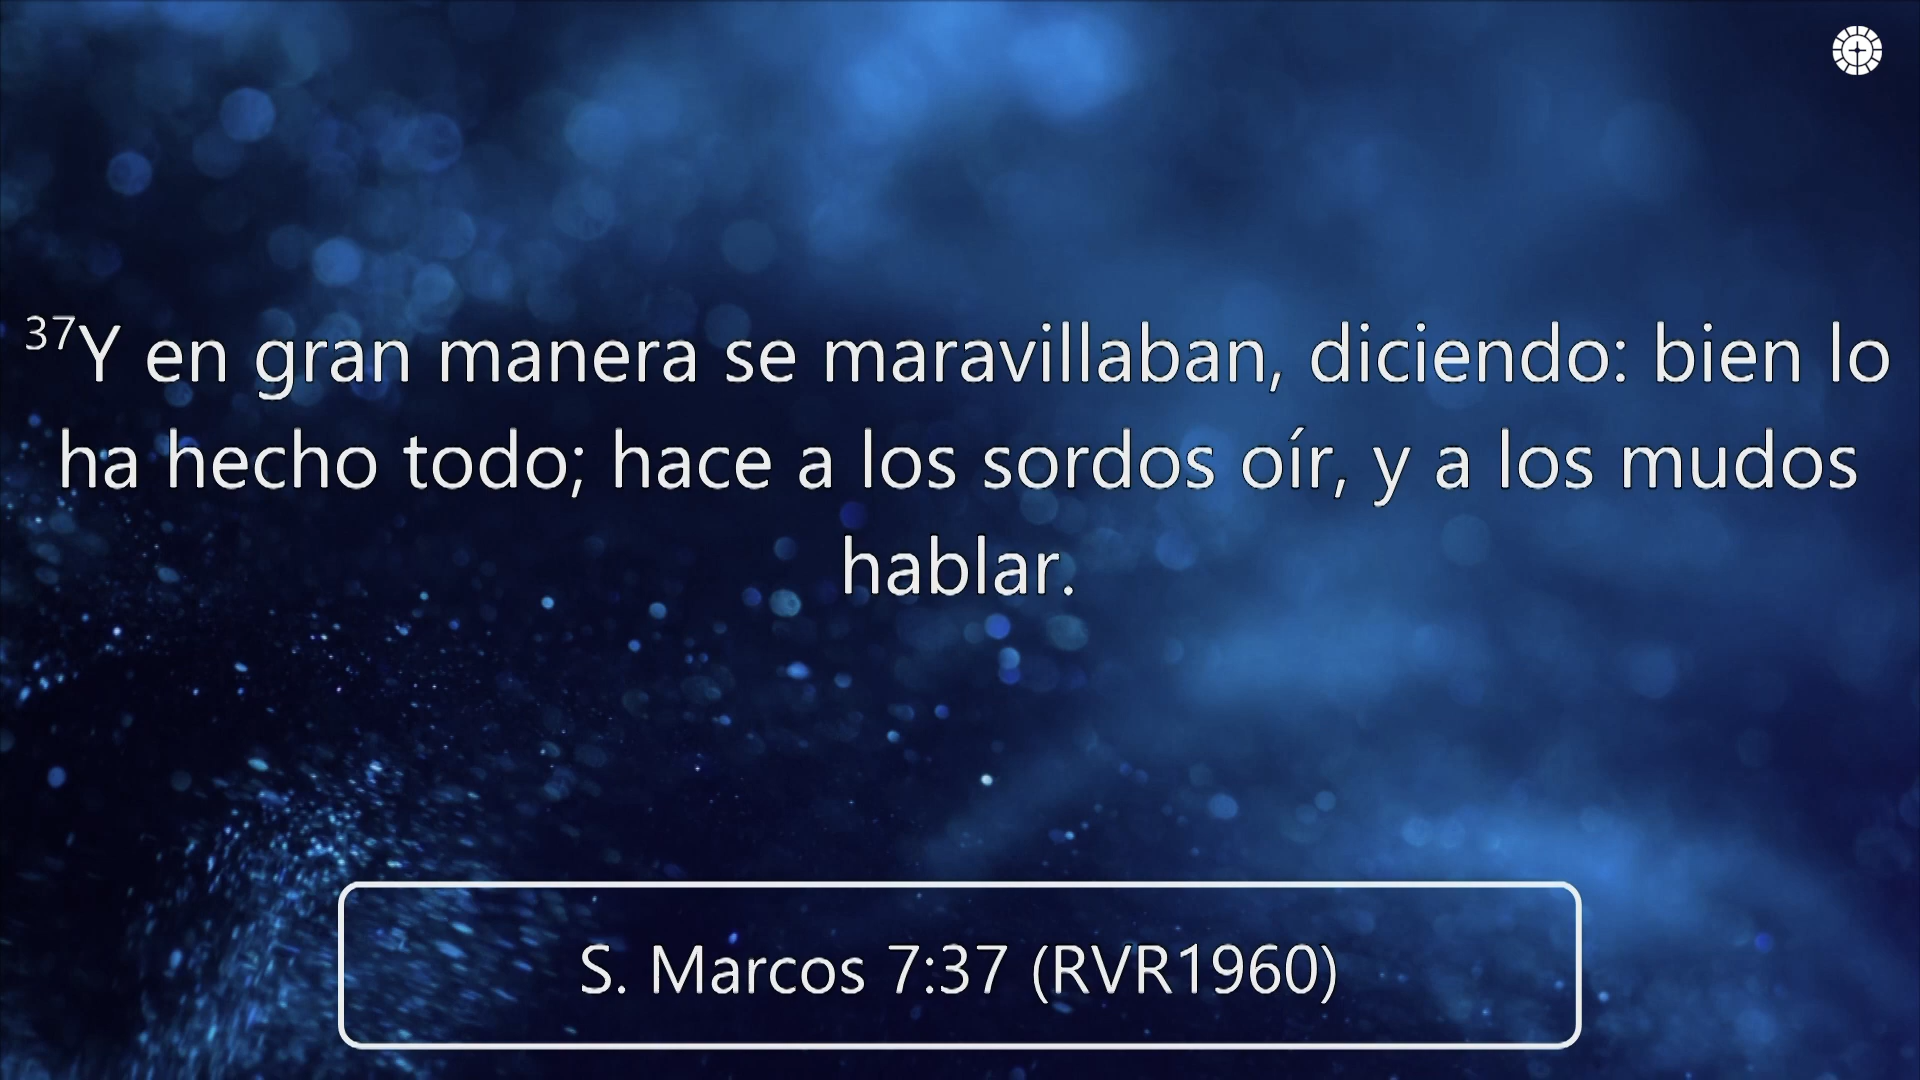 37Y en gran manera se maravillaban, diciendo: bien lo
ha hecho todo; hace a los sordos oír, y a los mudos
hablar.
S. Marcos 7:37 (RVR1960)